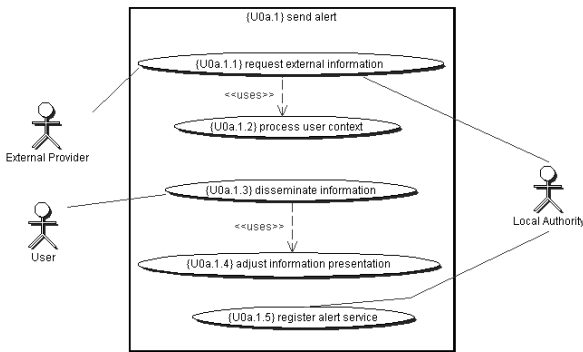 {U0a.1} send alert
{U0a.1.1} request external information
<<uses>>
{U0a.1.2} process user context
External Provider
{U0a.1.3} disseminate information
Local Authority
<<uses>>
User
{U0a.1.4} adjust information presentation
{U0a.1.5} register alert service